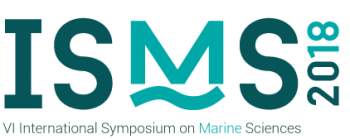 ISMS 2018
VI International Symposium on Marine Sciences